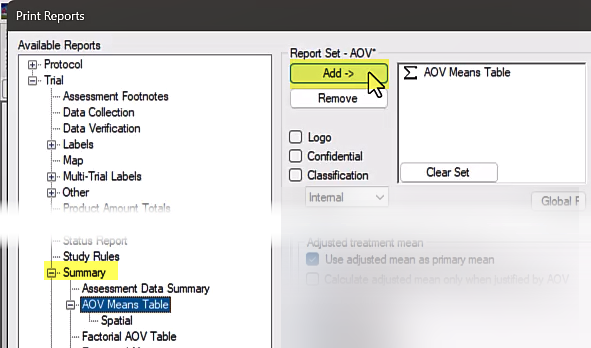 Print Reports
Available Reports
Protocol
Trial
Assessment Footnotes
Data Collection
Data Verification
Labels
Map
Multi-Trial Labels
Other
Product Amount Totals
Status Report
Study Rules
Summary
Assessment Data Summary
AOV Means Table
Spatial
Factorial AOV Table
Report Set - AOV*
Add ->
Remove
Logo
Confidential
Classification
Internal
AOV Means Table
Clear Set
Global
Adjusted treatment mean
Use adjusted mean as primary mean
Calculate adjusted mean only when justified by AOV